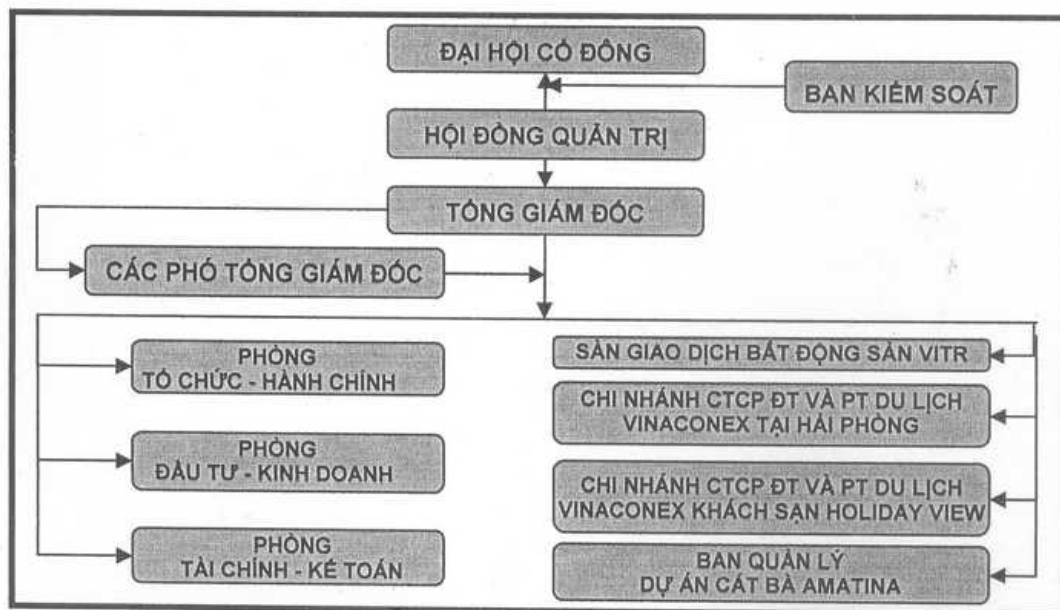 ĐẠI HỘI CỔ ĐÔNG
BAN KIỂM SOÁT
HỘI ĐỒNG QUẢN TRỊ
TỔNG GIÁM ĐỐC
CÁC PHÓ TỔNG GIÁM ĐỐC
PHÒNG
TỔ CHỨC - HÀNH CHÍNH
PHÒNG
ĐẦU TƯ - KINH DOANH
PHÒNG
TÀI CHÍNH - KẾ TOÁN
SÀN GIAO DỊCH BẤT ĐỘNG SẢN VITR
CHI NHÁNH CTCP ĐT VÀ PT DU LỊCH
VINACONEX TẠI HẢI PHÒNG
CHI NHÁNH CTCP ĐT VÀ PT DU LỊCH
VINACONEX KHÁCH SẠN HOLIDAY VIEW
BAN QUẢN LÝ
DỰ ÁN CÁT BÀ AMATINA